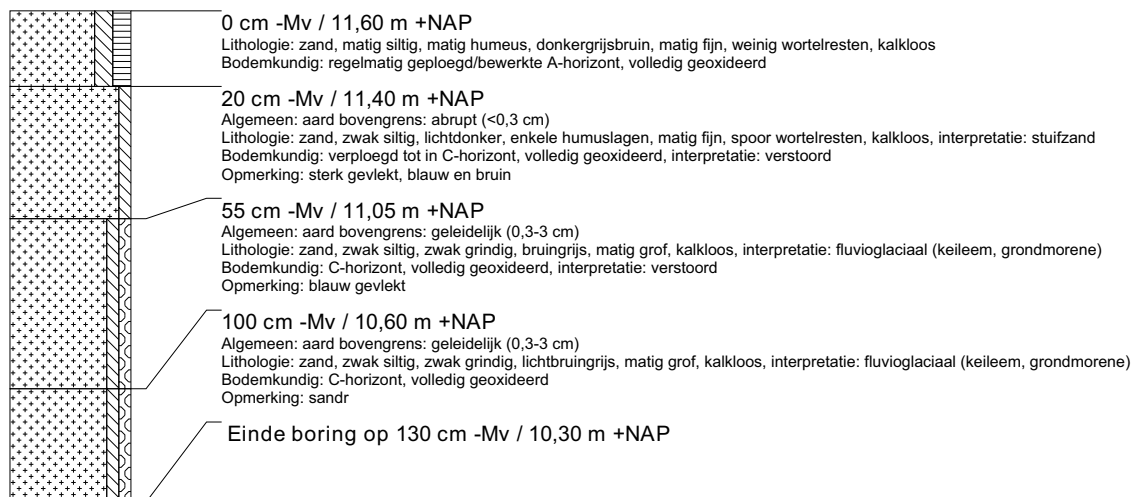 0 cm -Mv / 11,60 m +NAP
Lithologie: zand, matig siltig, matig humeus, donkergrijsbruin, matig fijn, weinig wortelresten, kalkloos
Bodemkundig: regelmatig geploegd/bewerkte A-horizont, volledig geoxideerd
20 cm -Mv / 11,40 m +NAP
Algemeen: aard bovengrens: abrupt (<0,3 cm)
Lithologie: zand, zwak siltig, lichtdonker, enkele humuslagen, matig fijn, spoor wortelresten, kalkloos, interpretatie: stuifzand
Bodemkundig: verploegd tot in C-horizont, volledig geoxideerd, interpretatie: verstoord
Opmerking: sterk gevlekt, blauw en bruin
55 cm -Mv / 11,05 m +NAP
Algemeen: aard bovengrens: geleidelijk (0,3-3 cm)
Lithologie: zand, zwak siltig, zwak grindig, bruingrijs, matig grof, kalkloos, interpretatie: fluvioglaciaal (keileem, grondmorene)
Bodemkundig: C-horizont, volledig geoxideerd, interpretatie: verstoord
Opmerking: blauw gevlekt
100 cm -Mv / 10,60 m +NAP
Algemeen: aard bovengrens: geleidelijk (0,3-3 cm)
Lithologie: zand, zwak siltig, zwak grindig, lichtbruingrijs, matig grof, kalkloos, interpretatie: fluvioglaciaal (keileem, grondmorene)
Bodemkundig: C-horizont, volledig geoxideerd
Opmerking: sandr
Einde boring op 130 cm -Mv / 10,30 m +NAP